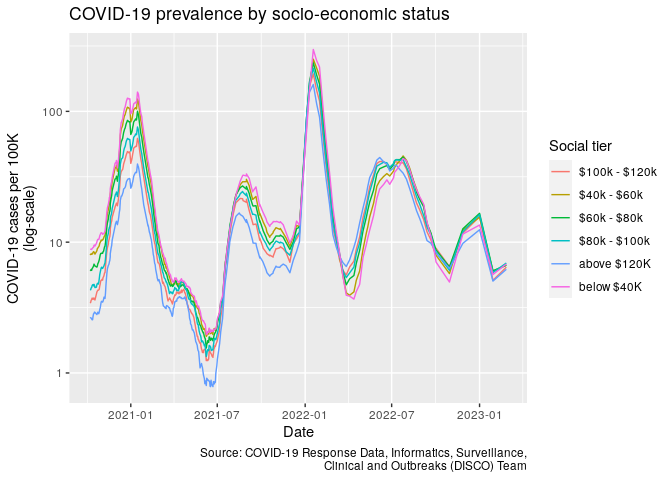 COVID-19 prevalence by socio-economic status
COVID-19 cases per 100K
(log-scale)
100
10
1
2021-01
2021-07
2022-01
2022-07
2023-01
Date
Social tier
$100k - $120k
$40k - $60k
$60k - $80k
$80k - $100k
above $120K
below $40K
Source: COVID-19 Response Data, Informatics, Surveillance,
Clinical and Outbreaks (DISCO) Team